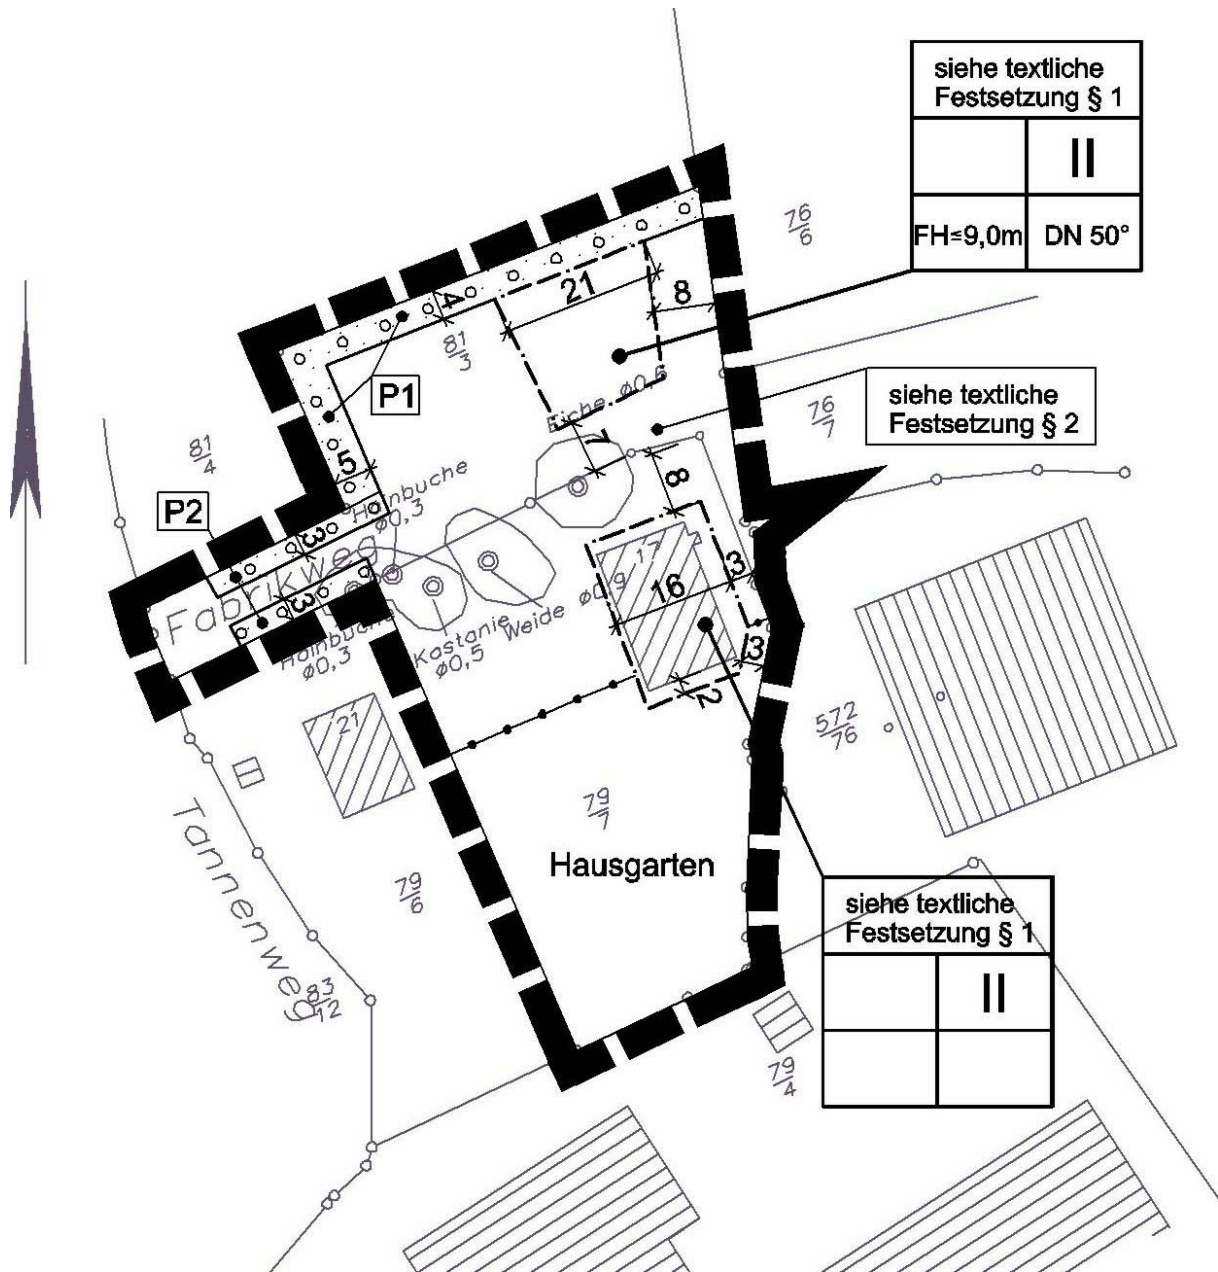 siehe textliche
Festsetzung § 1
II
FH≤9,0m DN 50°
76
6
21
8
4
81
3
P1
Eiche ø0,6
siehe textliche
Festsetzung § 2
76
7
81
4
5
7
8
P2
Hainbuche
ø0,3
3
Fabrikweg
3
17
3
16
Weide ø0,9
Kastanie
ø0,5
Hainbuche
ø0,3
3
2
21
572
76
79
7
Hausgarten
Tannenweg
79
6
siehe textliche
Festsetzung § 1
II
83
12
79
4